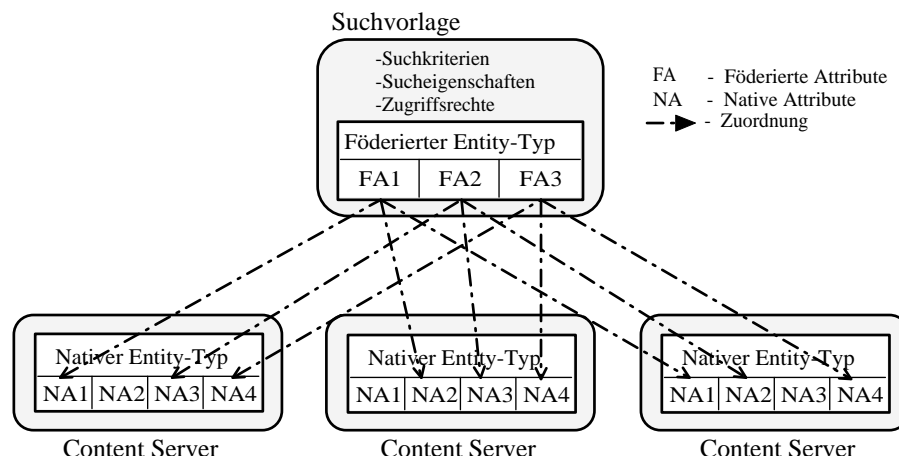 Suchvorlage
-Suchkriterien
-Sucheigenschaften
-Zugriffsrechte
FA - Föderierte Attribute
NA - Native Attribute
- Zuordnung
Föderierter Entity-Typ
FA1 FA2 FA3
Nativer Entity-Typ Nativer Entity-Typ Nativer Entity-Typ
NA1 NA2 NA3 NA4 NA1 NA2 NA3 NA4 NA1 NA2 NA3 NA4
Content Server Content Server Content Server